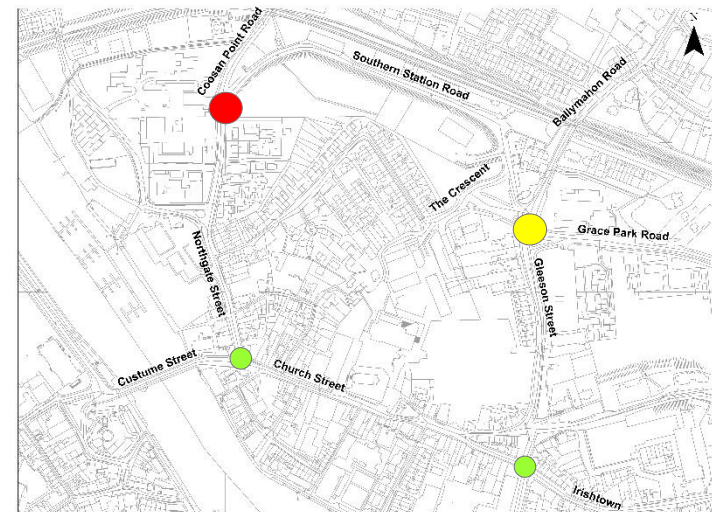 N
Coosan Point Road
Southern Station Road
Ballymahon Road
The Crescent
Grace Park Road
Northgate Street
Gleeson Street
Custume Street
Church Street
Irishtown